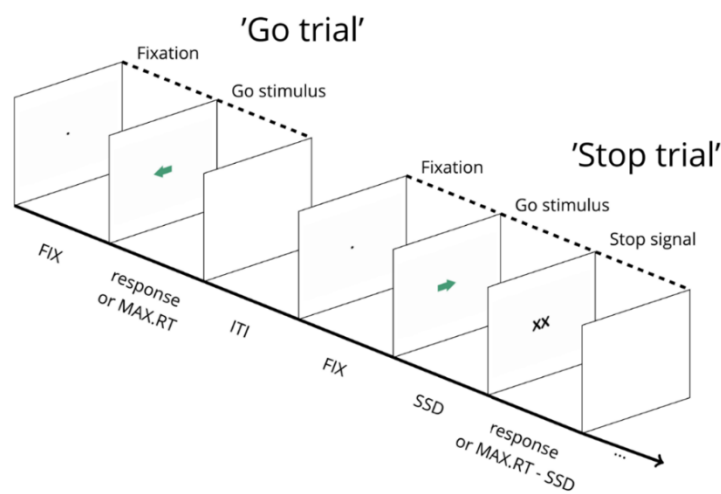 'Go trial'
Fixation
Go stimulus
'Stop trial'
Fixation
Go stimulus
Stop signal
XX
FIX
response
or MAX.RT
ITI
FIX
SSD
response
or MAX.RT - SSD
...